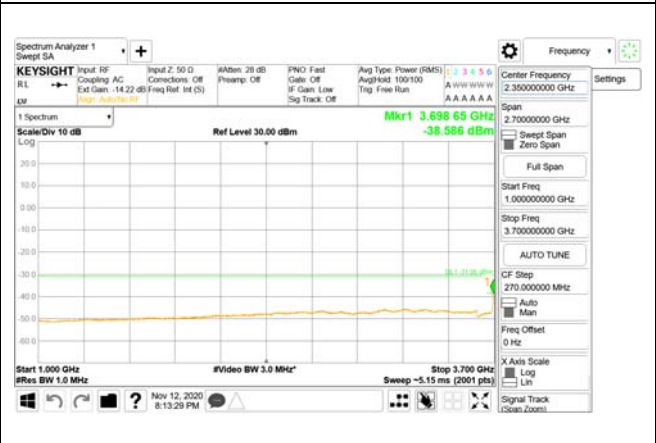 Spectrum Analyzer 1
Swept SA
Frequency
KEYSIGHT
Input: RF
Coupling: AC
Ext Gain: -14.22 dB
Align: Auto/No RF
Input Z: 50 Ω
Corrections: Off
Freq Ref: Int (S)
#Atten: 28 dB
Preamp: Off
PNO: Fast
Gate: Off
IF Gain: Low
Sig Track: Off
Avg Type: Power (RMS)
Avg|Hold: 100/100
Trig: Free Run
1 2 3 4 5 6
A W W W W W
A A A A A A
R L
1 Spectrum
Mkr1 3.698 65 GHz
Scale/Div 10 dB
Ref Level 30.00 dBm
-38.586 dBm
Log
20.0
10.0
0.00
-10.0
-20.0
-30.0
-40.0
-50.0
-60.0
1
Start 1.000 GHz
#Video BW 3.0 MHz*
Stop 3.700 GHz
#Res BW 1.0 MHz
Sweep ~5.15 ms (2001 pts)
Nov 12, 2020
8:13:29 PM
Center Frequency
2.350000000 GHz
Settings
Span
2.70000000 GHz
Swept Span
Zero Span
Full Span
Start Freq
1.000000000 GHz
Stop Freq
3.700000000 GHz
AUTO TUNE
CF Step
270.000000 MHz
Auto
Man
Freq Offset
0 Hz
X Axis Scale
Log
Lin
Signal Track
(Span Zoom)